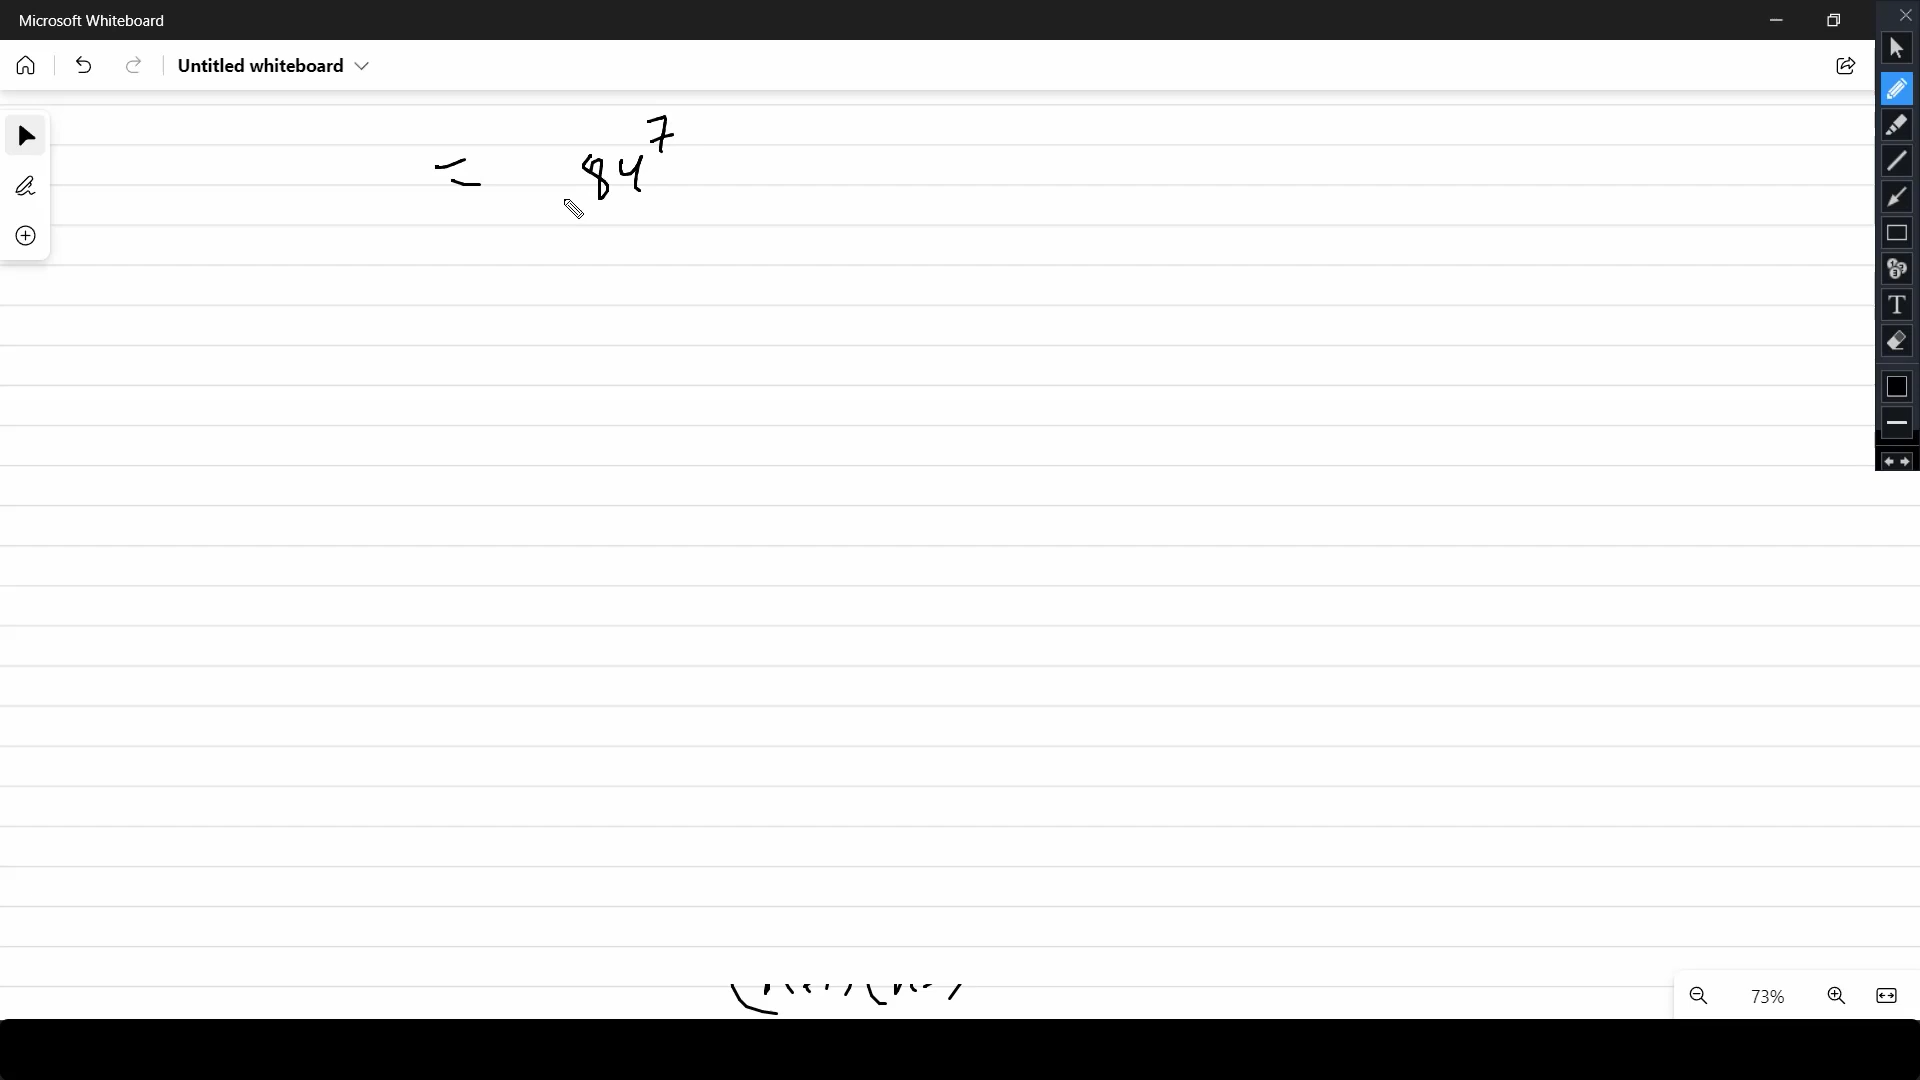 Microsoft Whiteboard
Untitled whiteboard
= 84⁷
T
73%